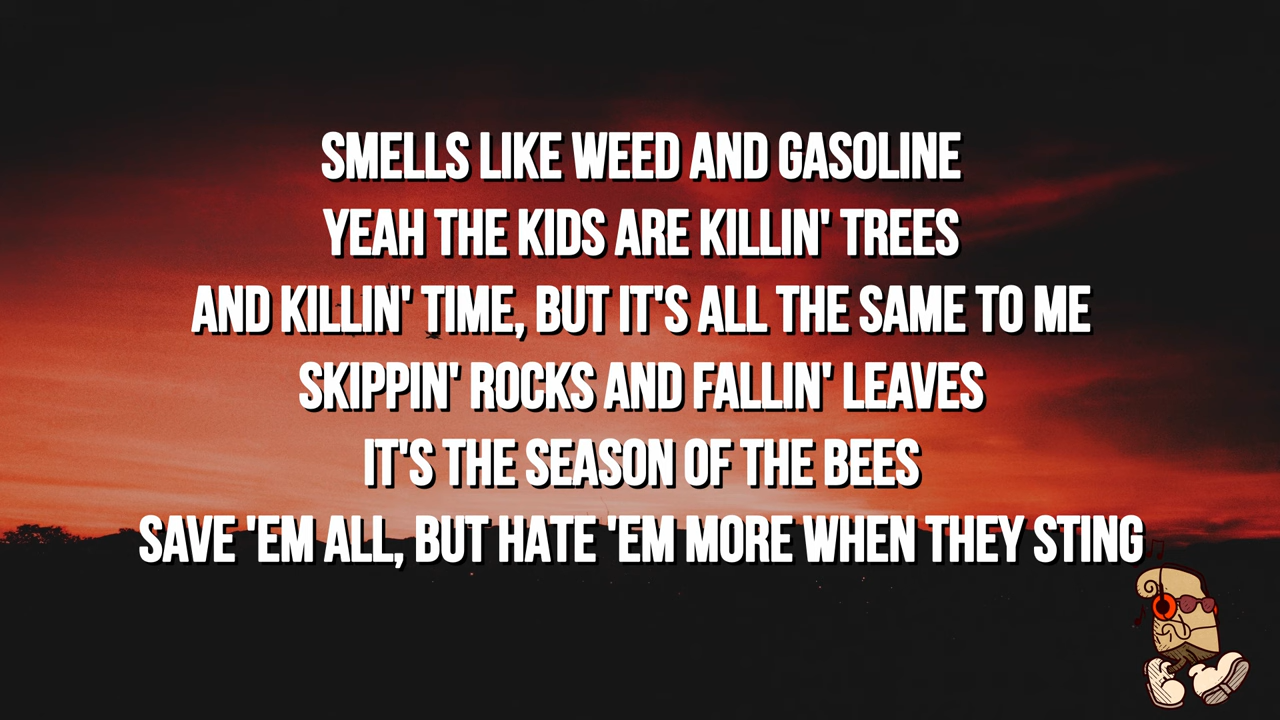 SMELLS LIKE WEED AND GASOLINE
YEAH THE KIDS ARE KILLIN' TREES
AND KILLIN' TIME, BUT IT'S ALL THE SAME TO ME
SKIPPIN' ROCKS AND FALLIN' LEAVES
IT'S THE SEASON OF THE BEES
SAVE 'EM ALL, BUT HATE 'EM MORE WHEN THEY STING